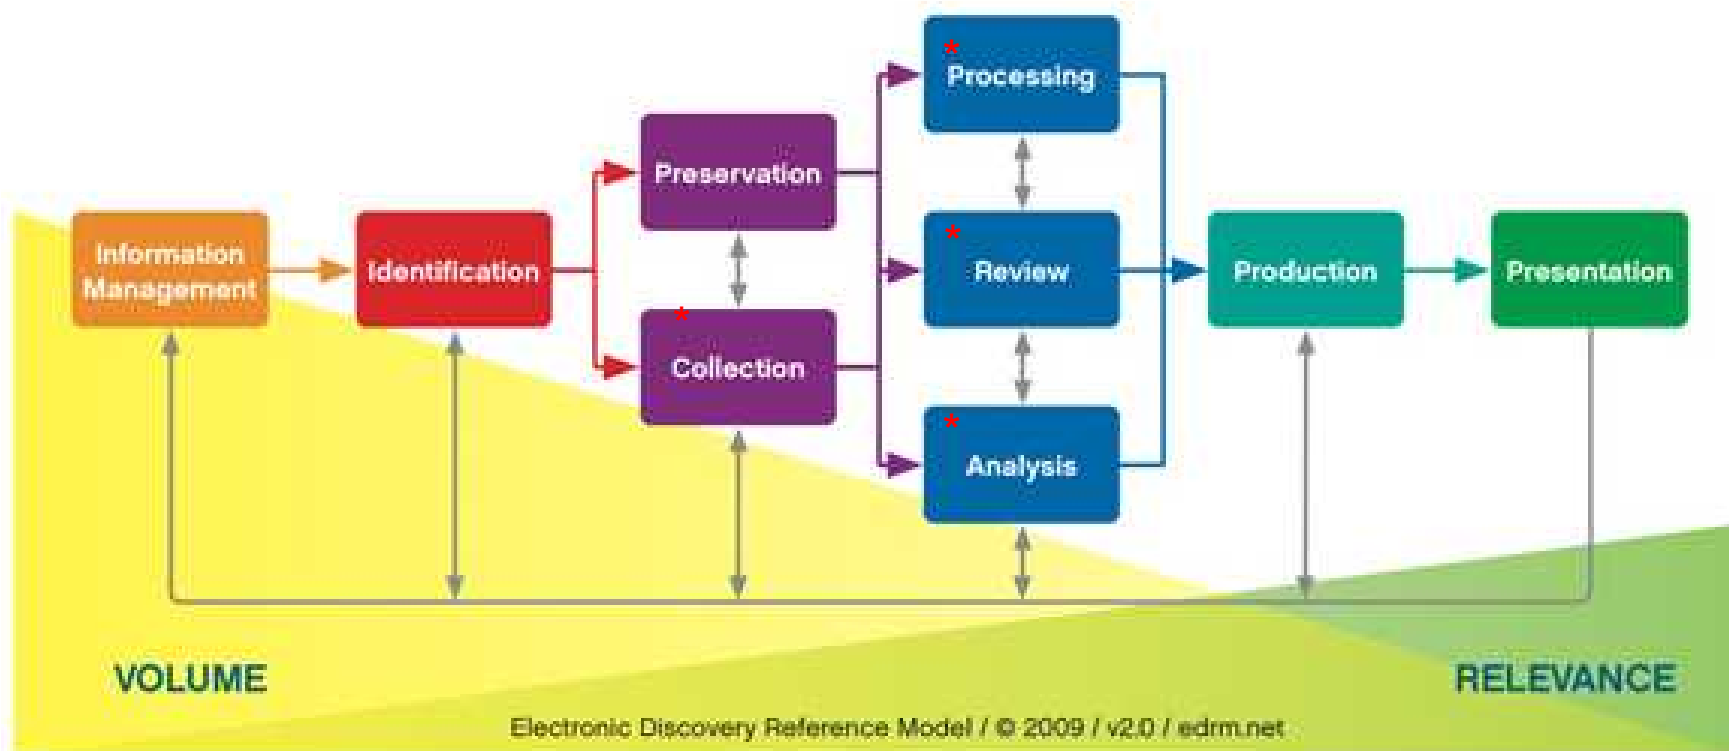 *
Processing
Preservation
Information
Management
Identification
*
Review
Production
Presentation
*
Collection
*
Analysis
VOLUME
RELEVANCE
Electronic Discovery Reference Model / © 2009 / v2.0 / edrm.net